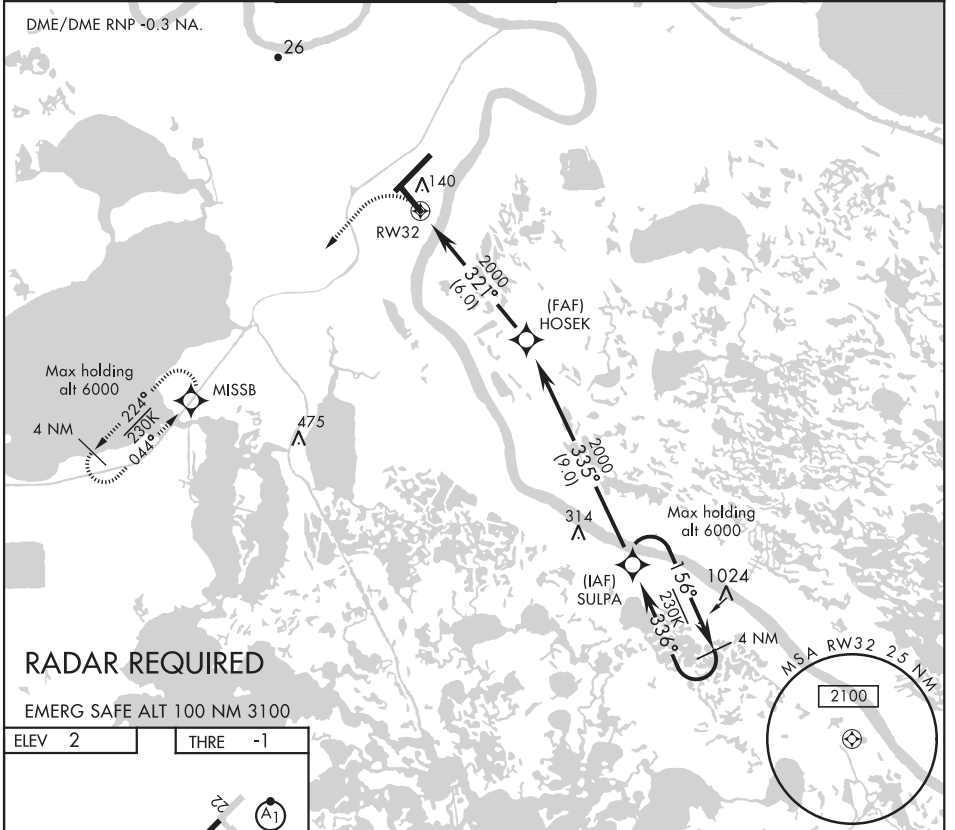 DME/DME RNP -0.3 NA.
26
140
RW32
2000
321°
(6.0)
(FAF)
HOSEK
Max holding
alt 6000
MISSB
224°
230K
044°
4 NM
475
2000
335°
(9.0)
314
Max holding
alt 6000
(IAF)
SULPA
156°
230K
336°
1024
4 NM
RADAR REQUIRED
EMERG SAFE ALT 100 NM 3100
MSA RW32 25 NM
2100
ELEV 2
THRE -1
22
A1